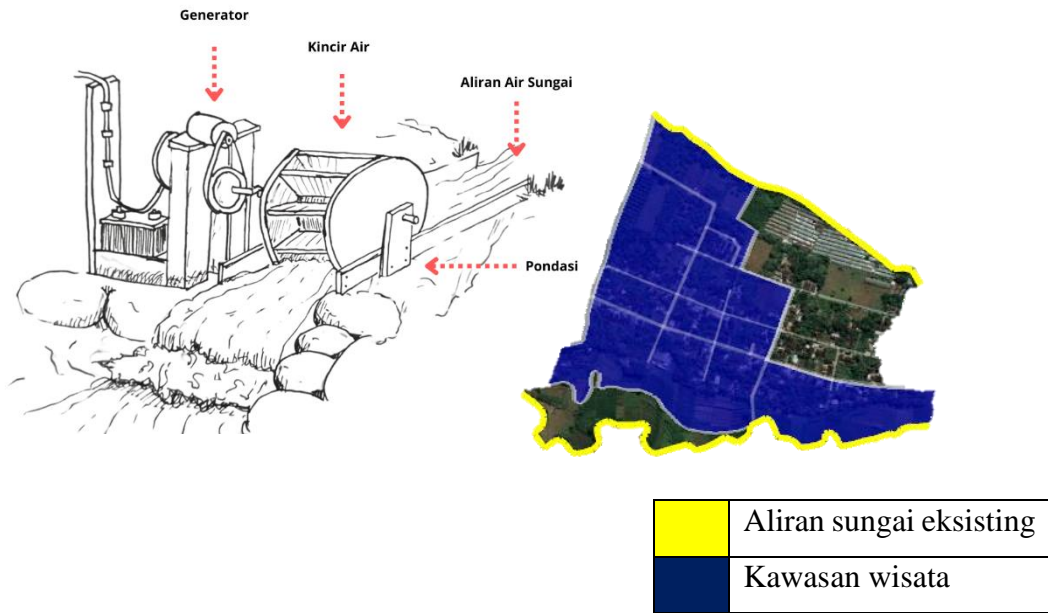 Generator
Kincir Air
Aliran Air Sungai
Pondasi
Aliran sungai eksisting
Kawasan wisata